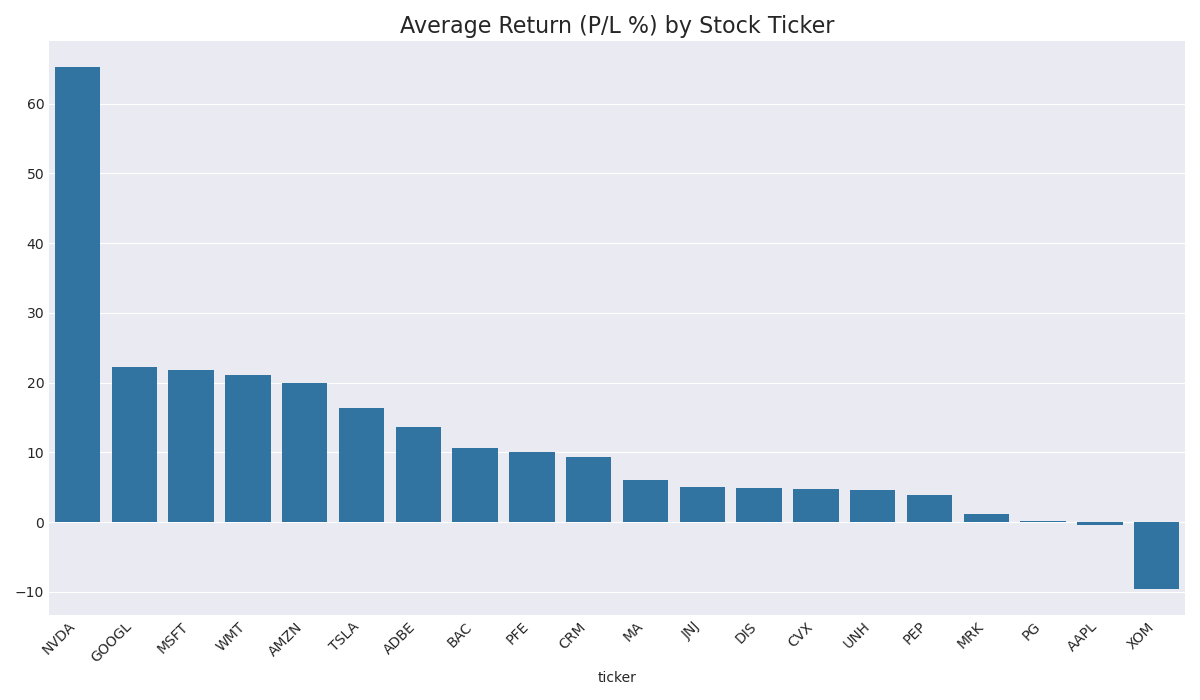 Average Return (P/L %) by Stock Ticker
60
50
40
30
20
10
0
−10
NVDA
GOOGL
MSFT
WMT
AMZN
TSLA
ADBE
BAC
PFE
CRM
MA
JNJ
DIS
CVX
UNH
PEP
MRK
PG
AAPL
XOM
ticker